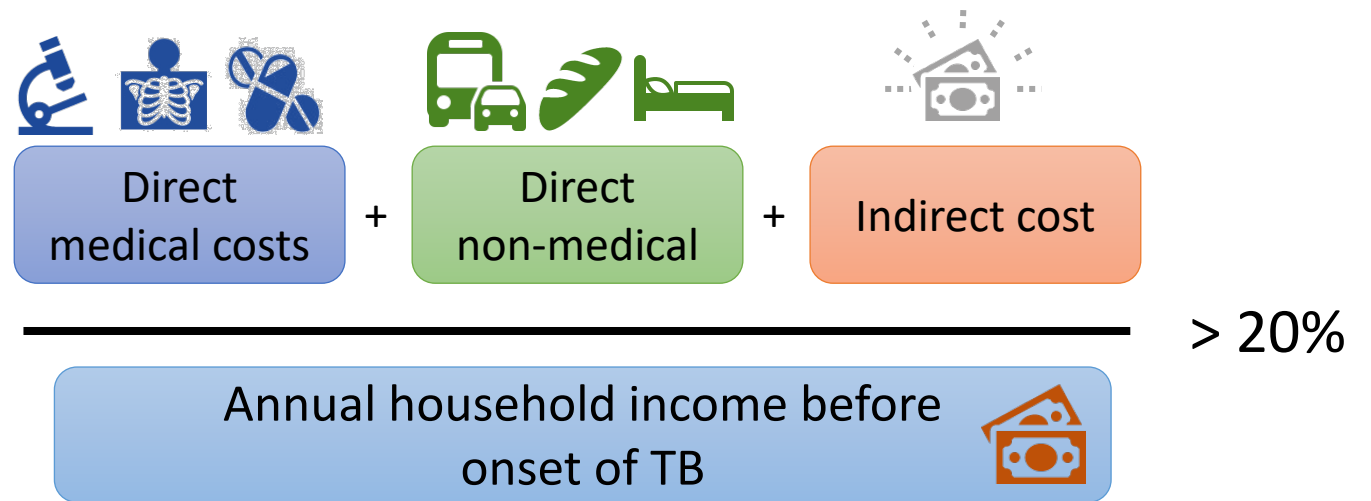 Direct
medical costs
+
Direct
non-medical
+
Indirect cost
> 20%
Annual household income before
onset of TB